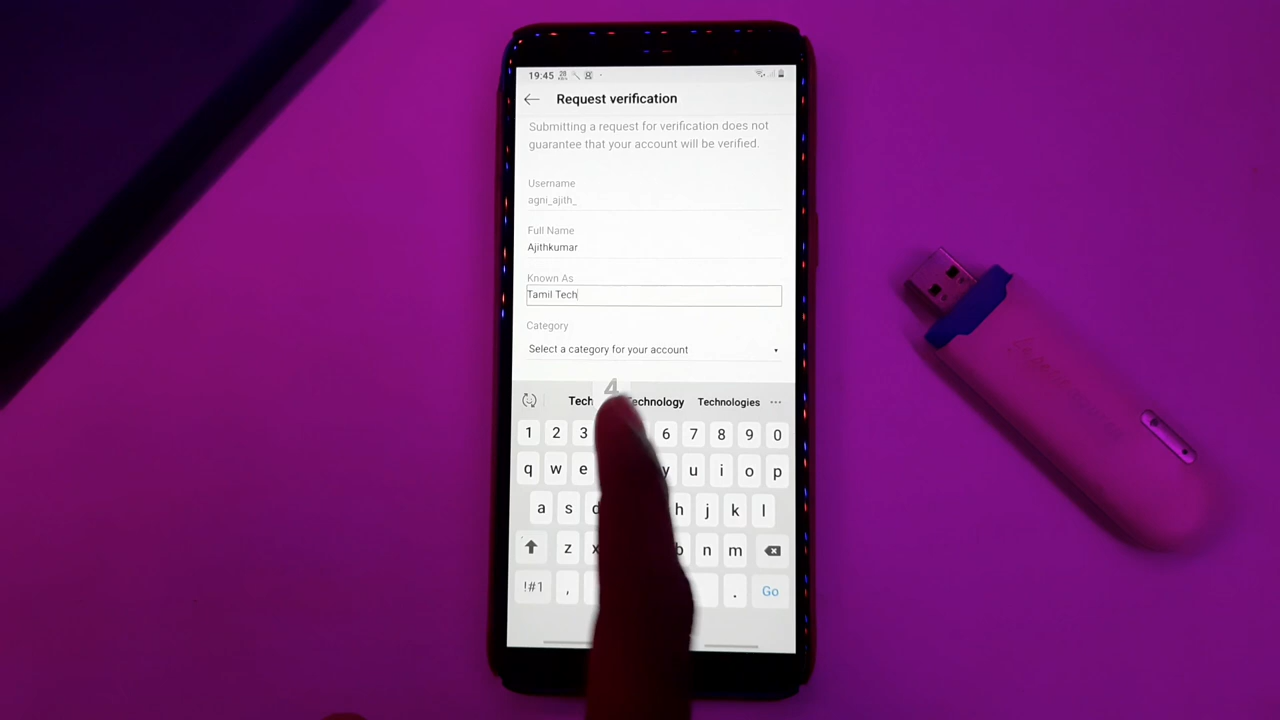 19:45 28 KB/s
Request verification
Submitting a request for verification does not
guarantee that your account will be verified.
Username
agni_ajith_
Full Name
Ajithkumar
Known As
Tamil Tech
Category
Select a category for your account
4
Tech Technology Technologies ...
1 2 3 6 7 8 9 0
q w e y u i o p
a s d h j k l
z x b n m
!#1 , . Go